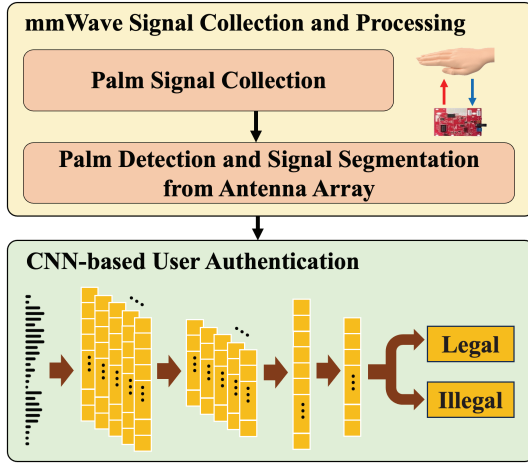 mmWave Signal Collection and Processing
Palm Signal Collection
Palm Detection and Signal Segmentation
from Antenna Array
CNN-based User Authentication
Legal
Illegal